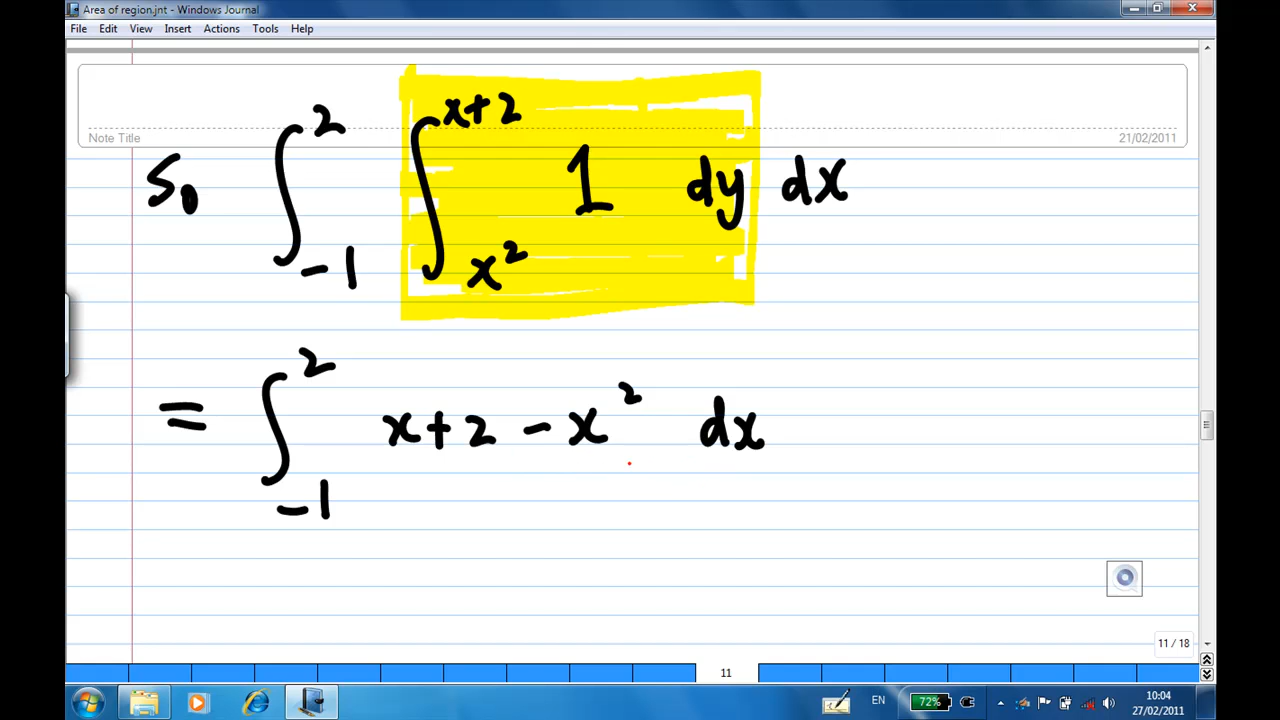 Area of region.jnt - Windows Journal
File Edit View Insert Actions Tools Help
Note Title
21/02/2011
So ∫_{-1}^{2} ∫_{x²}^{x+2} 1 dy dx
= ∫_{-1}^{2} x+2 -x² dx
11 / 18
11
EN
72%
10:04
27/02/2011